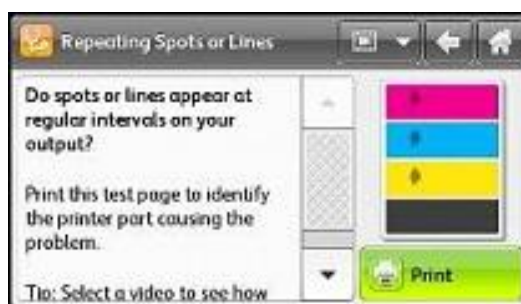 Repeating Spots or Lines
Do spots or lines appear at
regular intervals on your
output?
Print this test page to identify
the printer part causing the
problem.
Tip: Select a video to see how
Print